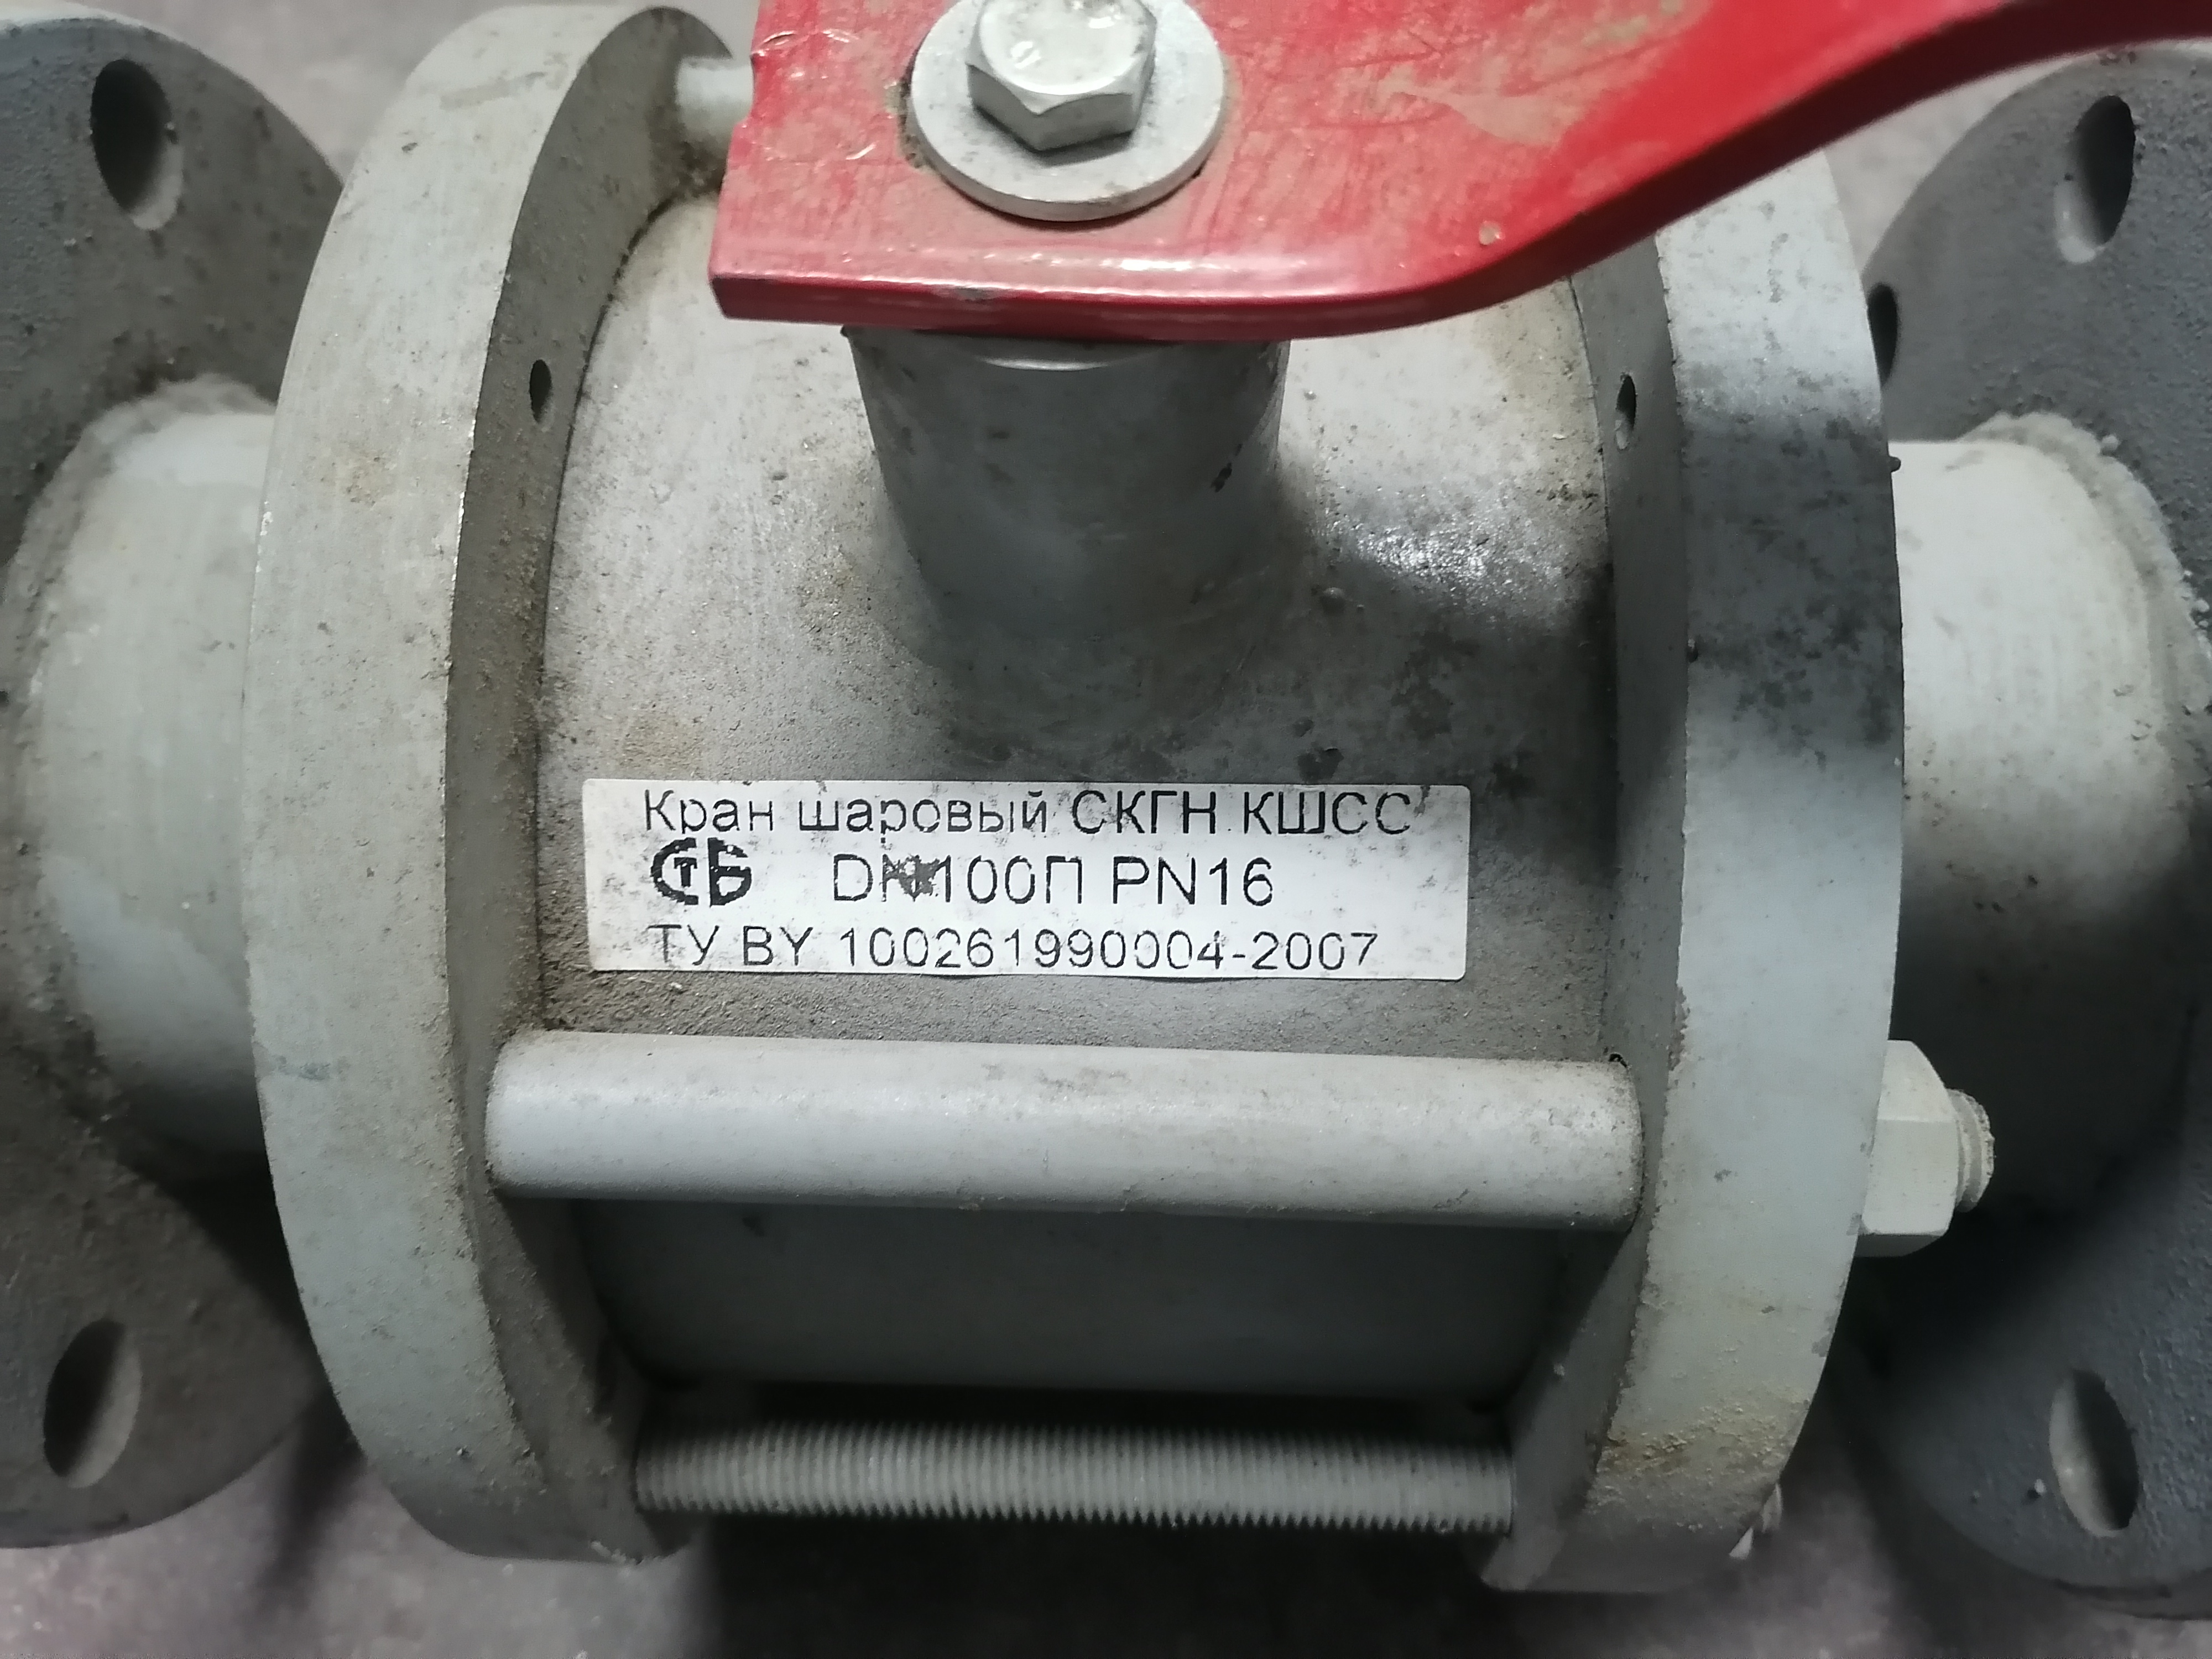 Кран шаровый СКГН КШСС
СТБ DN100П PN16
ТУ BY 100261990004-2007